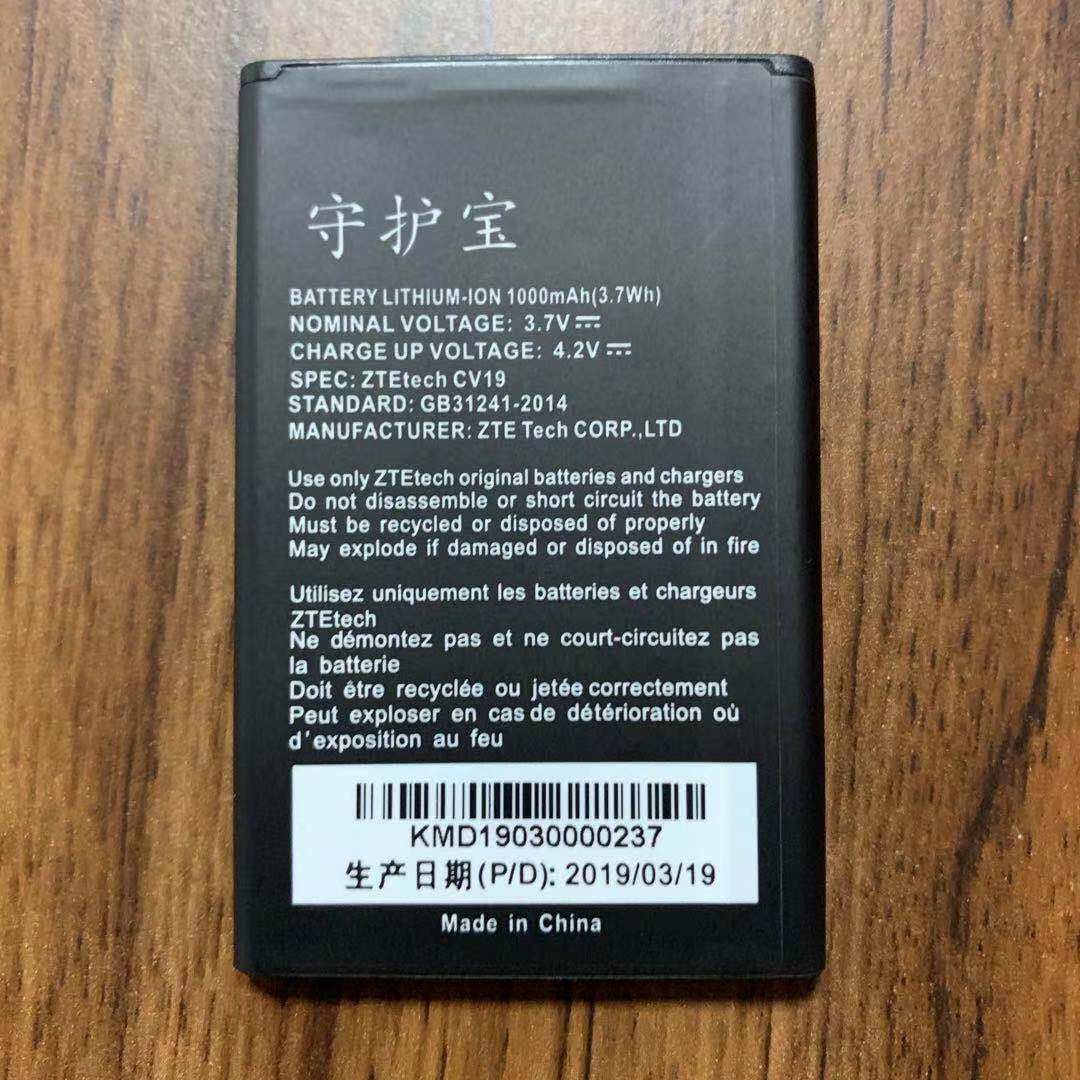 守护宝
BATTERY LITHIUM-ION 1000mAh(3.7Wh)
NOMINAL VOLTAGE: 3.7V⎓
CHARGE UP VOLTAGE: 4.2V⎓
SPEC: ZTEtech CV19
STANDARD: GB31241-2014
MANUFACTURER: ZTE Tech CORP.,LTD
Use only ZTEtech original batteries and chargers
Do not disassemble or short circuit the battery
Must be recycled or disposed of properly
May explode if damaged or disposed of in fire
Utilisez uniquement les batteries et chargeurs
ZTEtech
Ne démontez pas et ne court-circuitez pas
la batterie
Doit être recyclée ou jetée correctement
Peut exploser en cas de détérioration où
d'exposition au feu
KMD19030000237
生产日期(P/D): 2019/03/19
Made in China